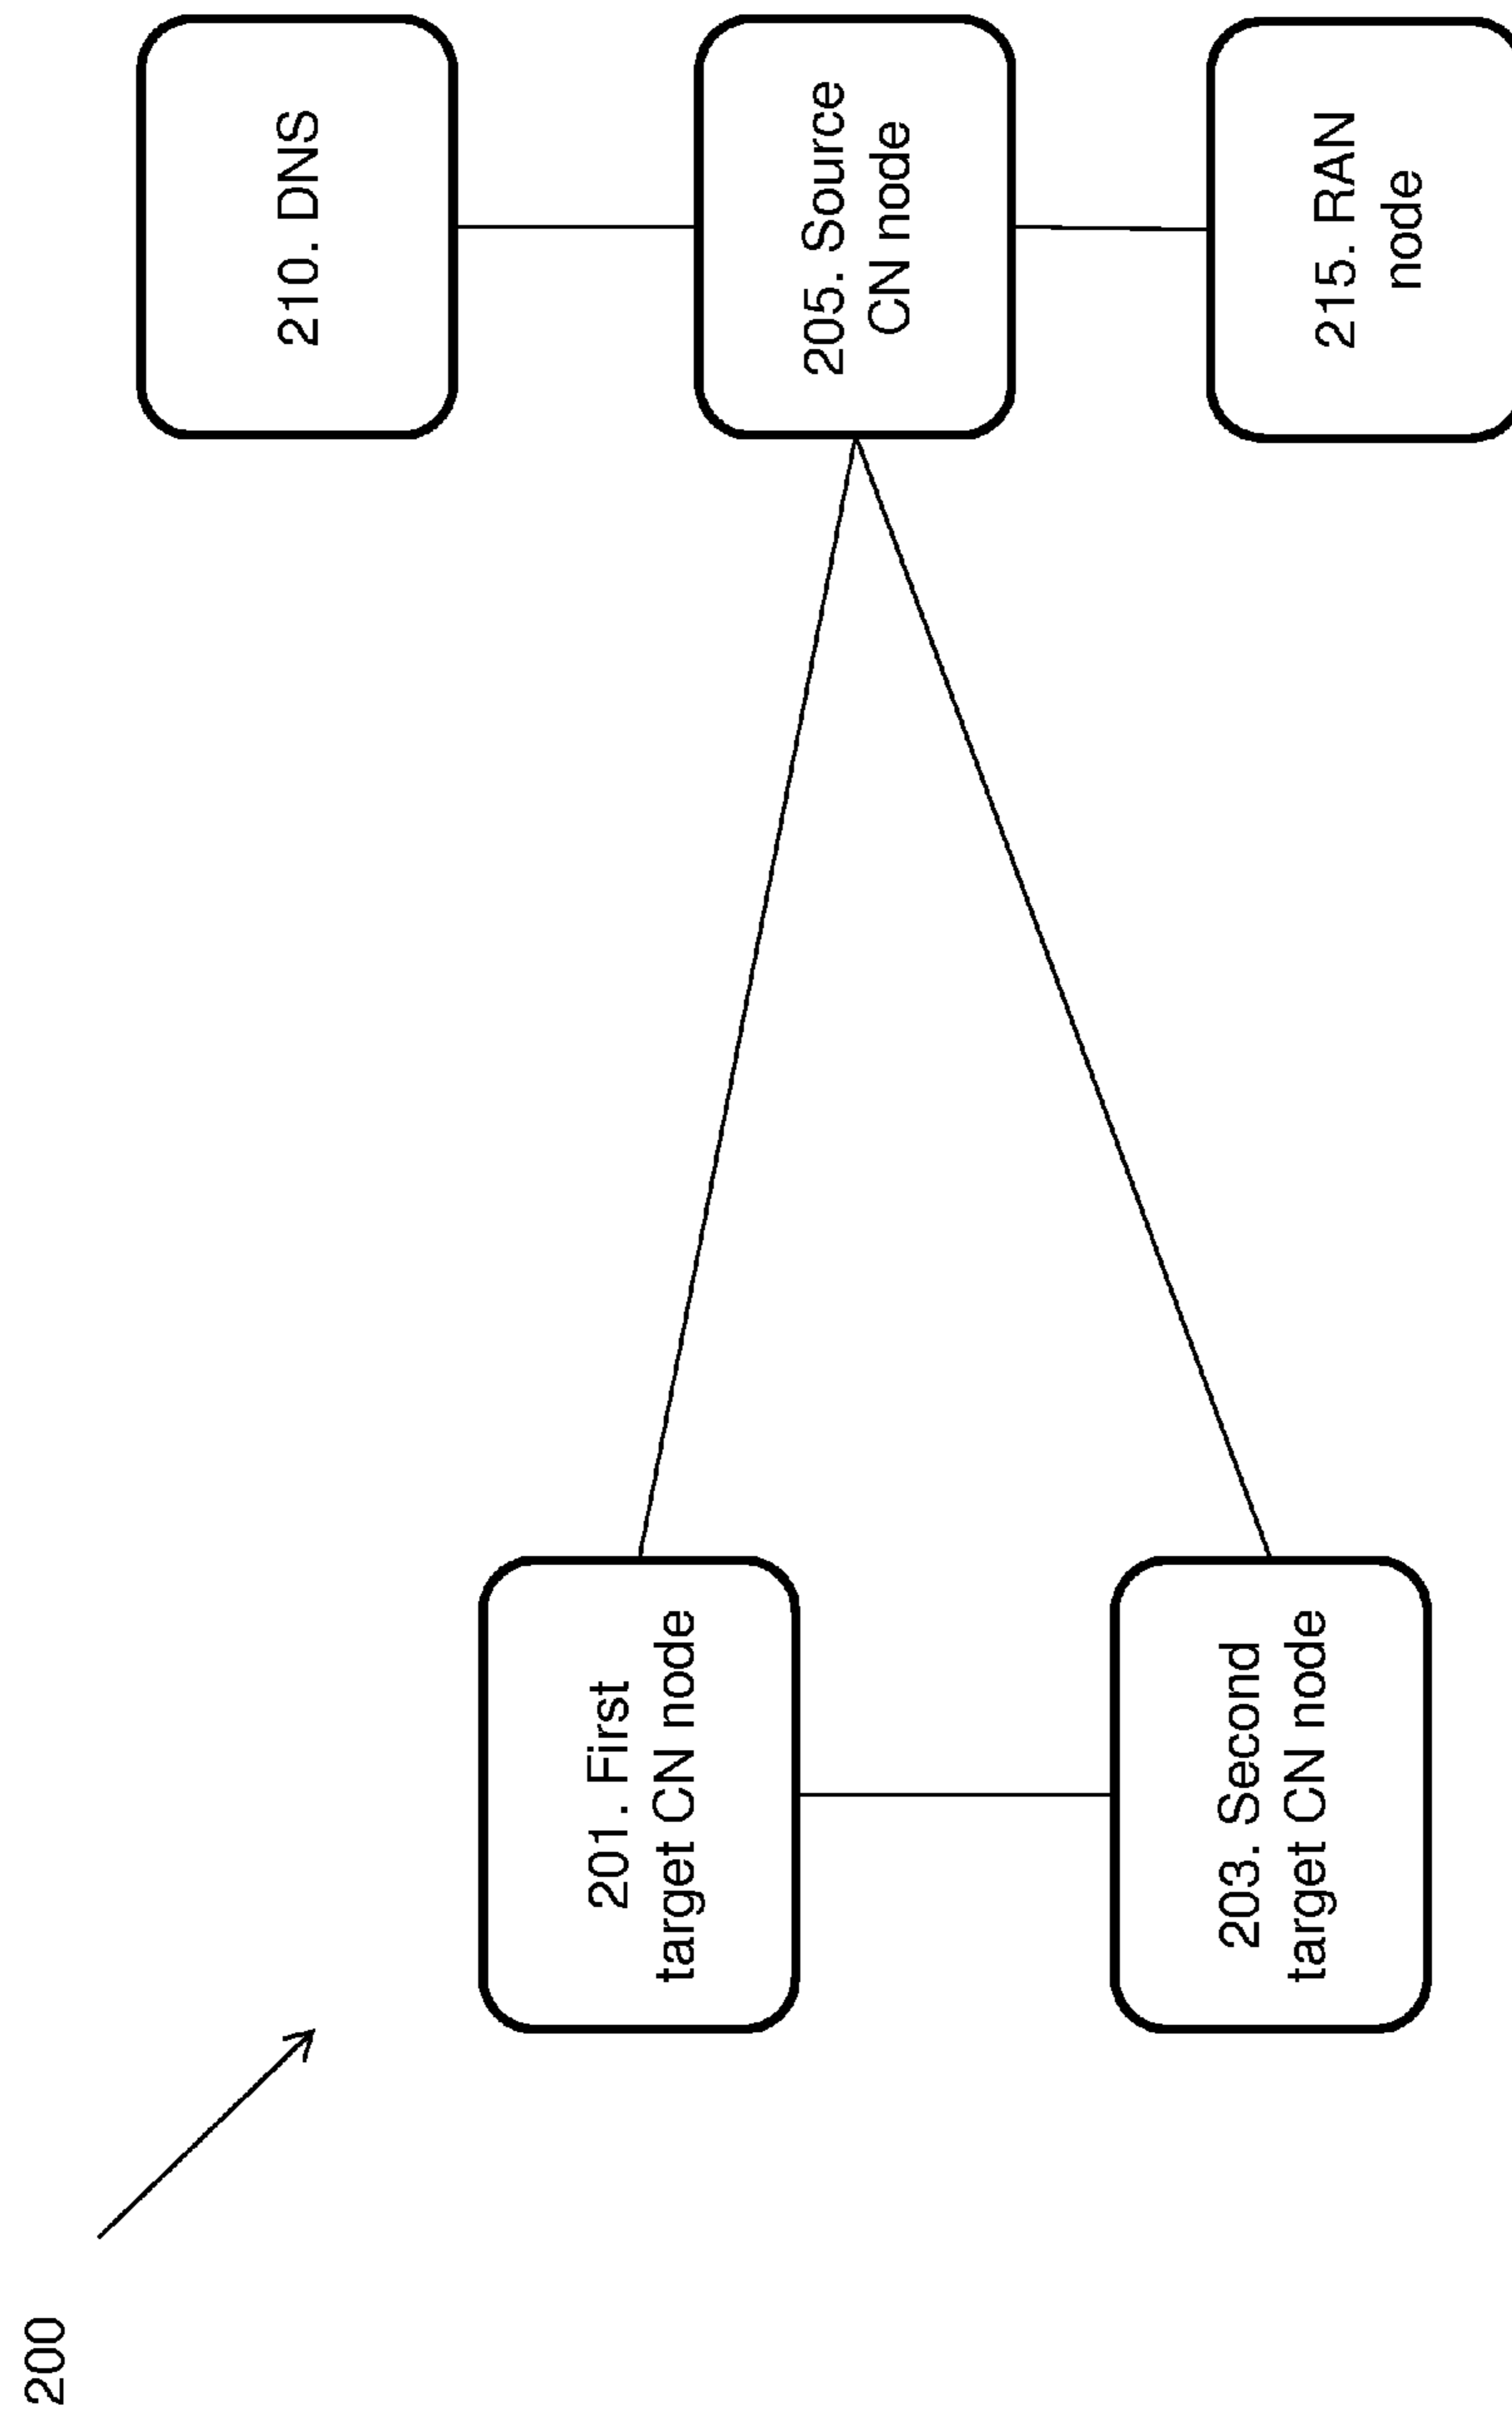 200
201. First
target CN node
203. Second
target CN node
210. DNS
205. Source
CN node
215. RAN
node